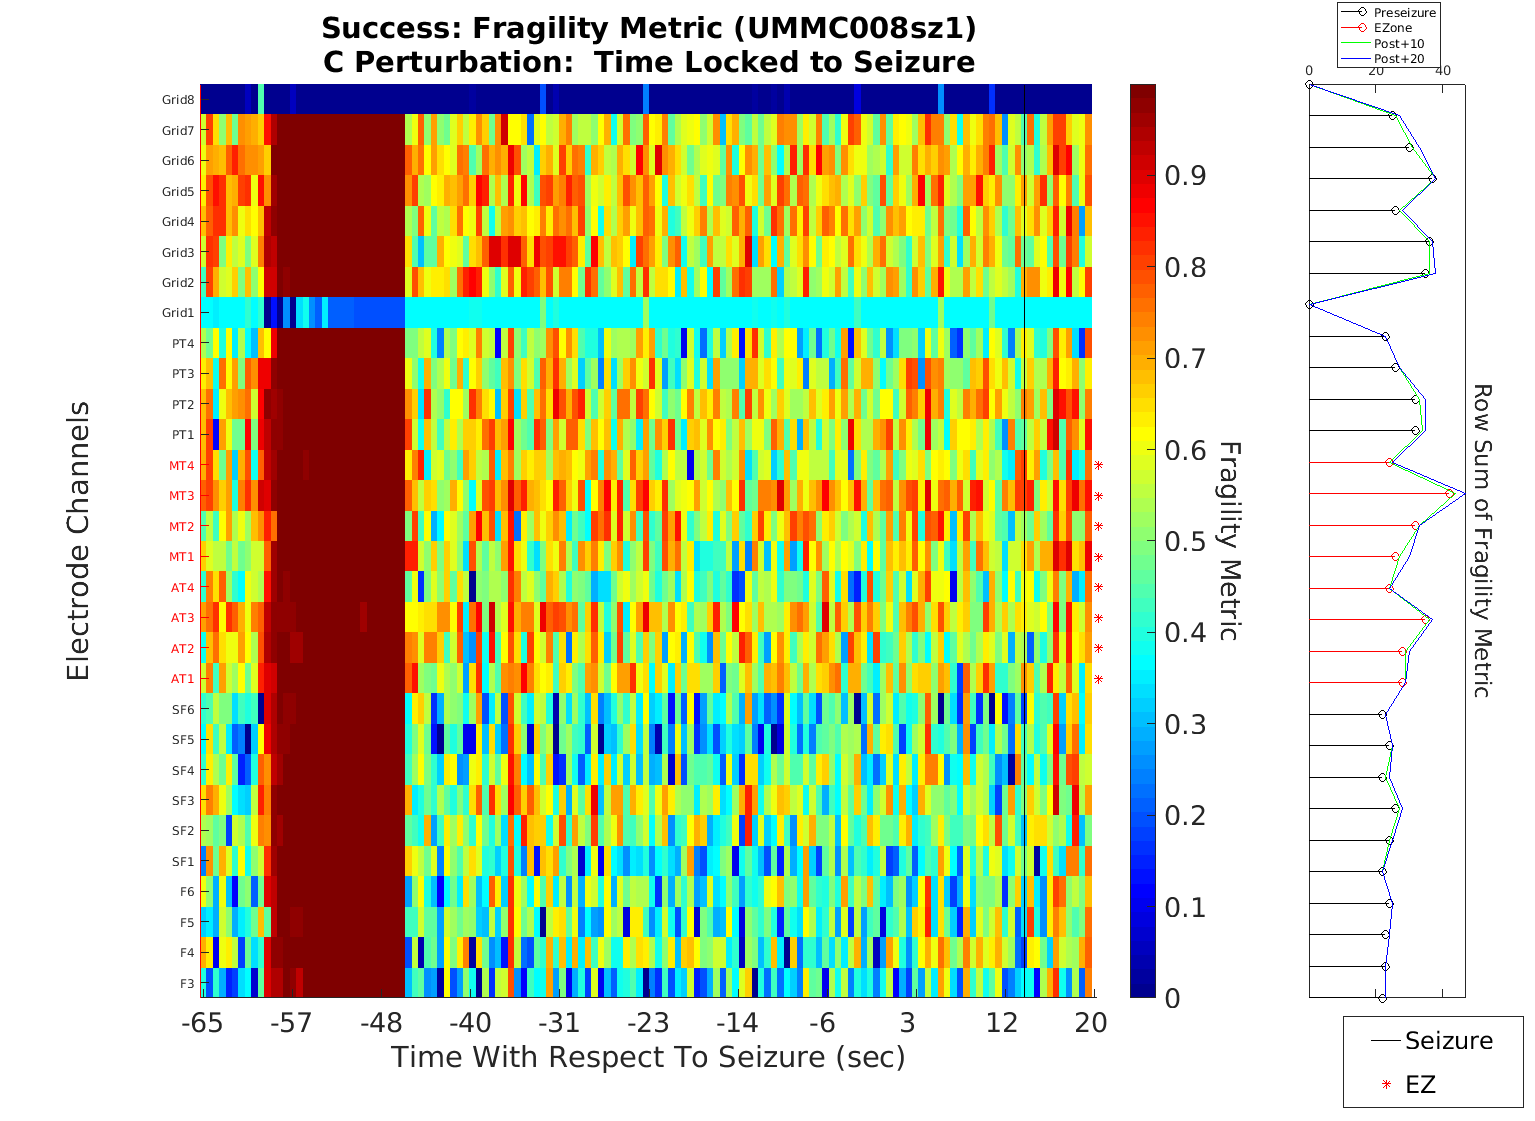 Success: Fragility Metric (UMMC008sz1)
C Perturbation:  Time Locked to Seizure
Electrode Channels
Grid8
Grid7
Grid6
Grid5
Grid4
Grid3
Grid2
Grid1
PT4
PT3
PT2
PT1
MT4
MT3
MT2
MT1
AT4
AT3
AT2
AT1
SF6
SF5
SF4
SF3
SF2
SF1
F6
F5
F4
F3
-65 -57 -48 -40 -31 -23 -14 -6 3 12 20
Time With Respect To Seizure (sec)
0.9
0.8
0.7
0.6
0.5
0.4
0.3
0.2
0.1
0
Fragility Metric
Preseizure
EZone
Post+10
Post+20
0 20 40
Row Sum of Fragility Metric
Seizure
EZ